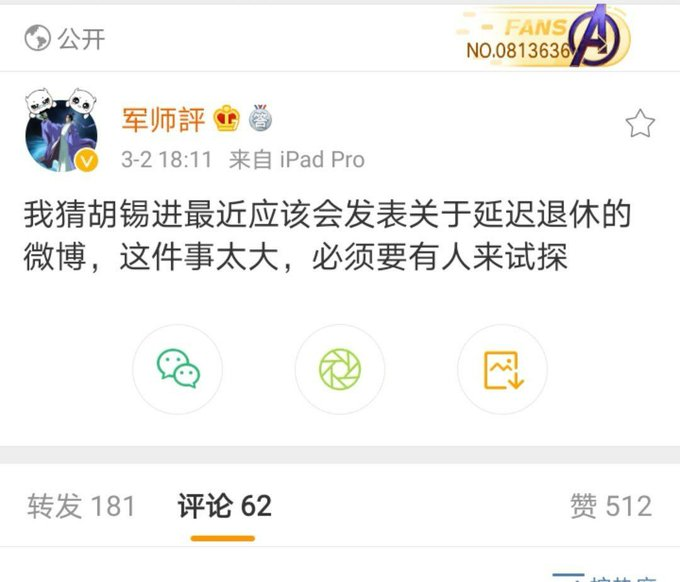 公开
FANS
NO.0813636
军师評
3-2 18:11 来自 iPad Pro
我猜胡锡进最近应该会发表关于延迟退休的
微博，这件事太大，必须要有人来试探
转发 181 评论 62 赞 512